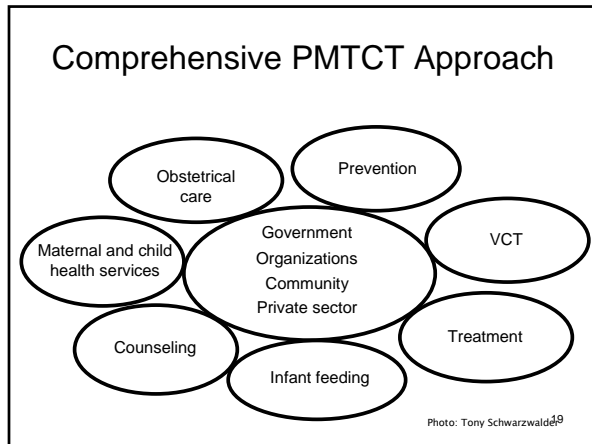 Comprehensive PMTCT Approach
Obstetrical
care
Prevention
Maternal and child
health services
Government
Organizations
Community
Private sector
VCT
Counseling
Infant feeding
Treatment
Photo: Tony Schwarzwalder
19